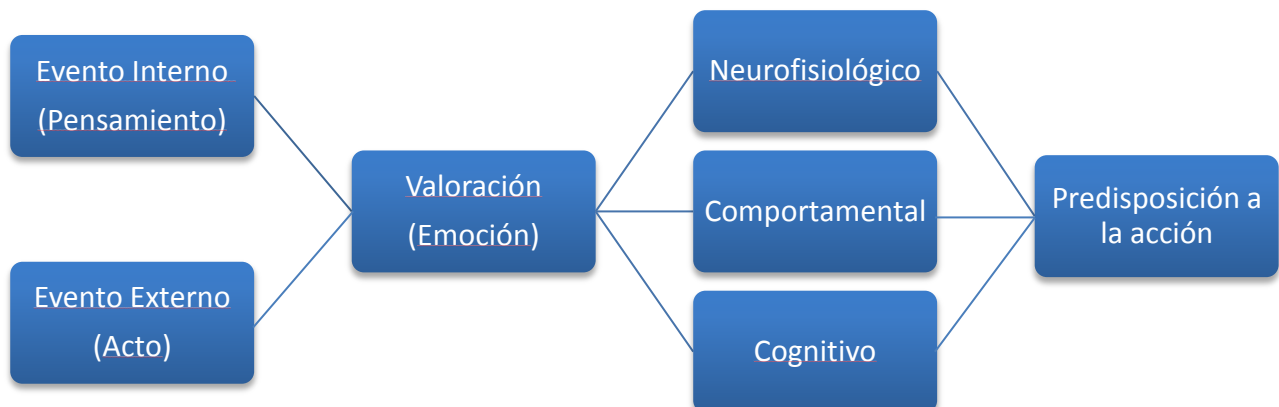 Evento Interno
(Pensamiento)
Evento Externo
(Acto)
Valoración
(Emoción)
Neurofisiológico
Comportamental
Cognitivo
Predisposición a
la acción